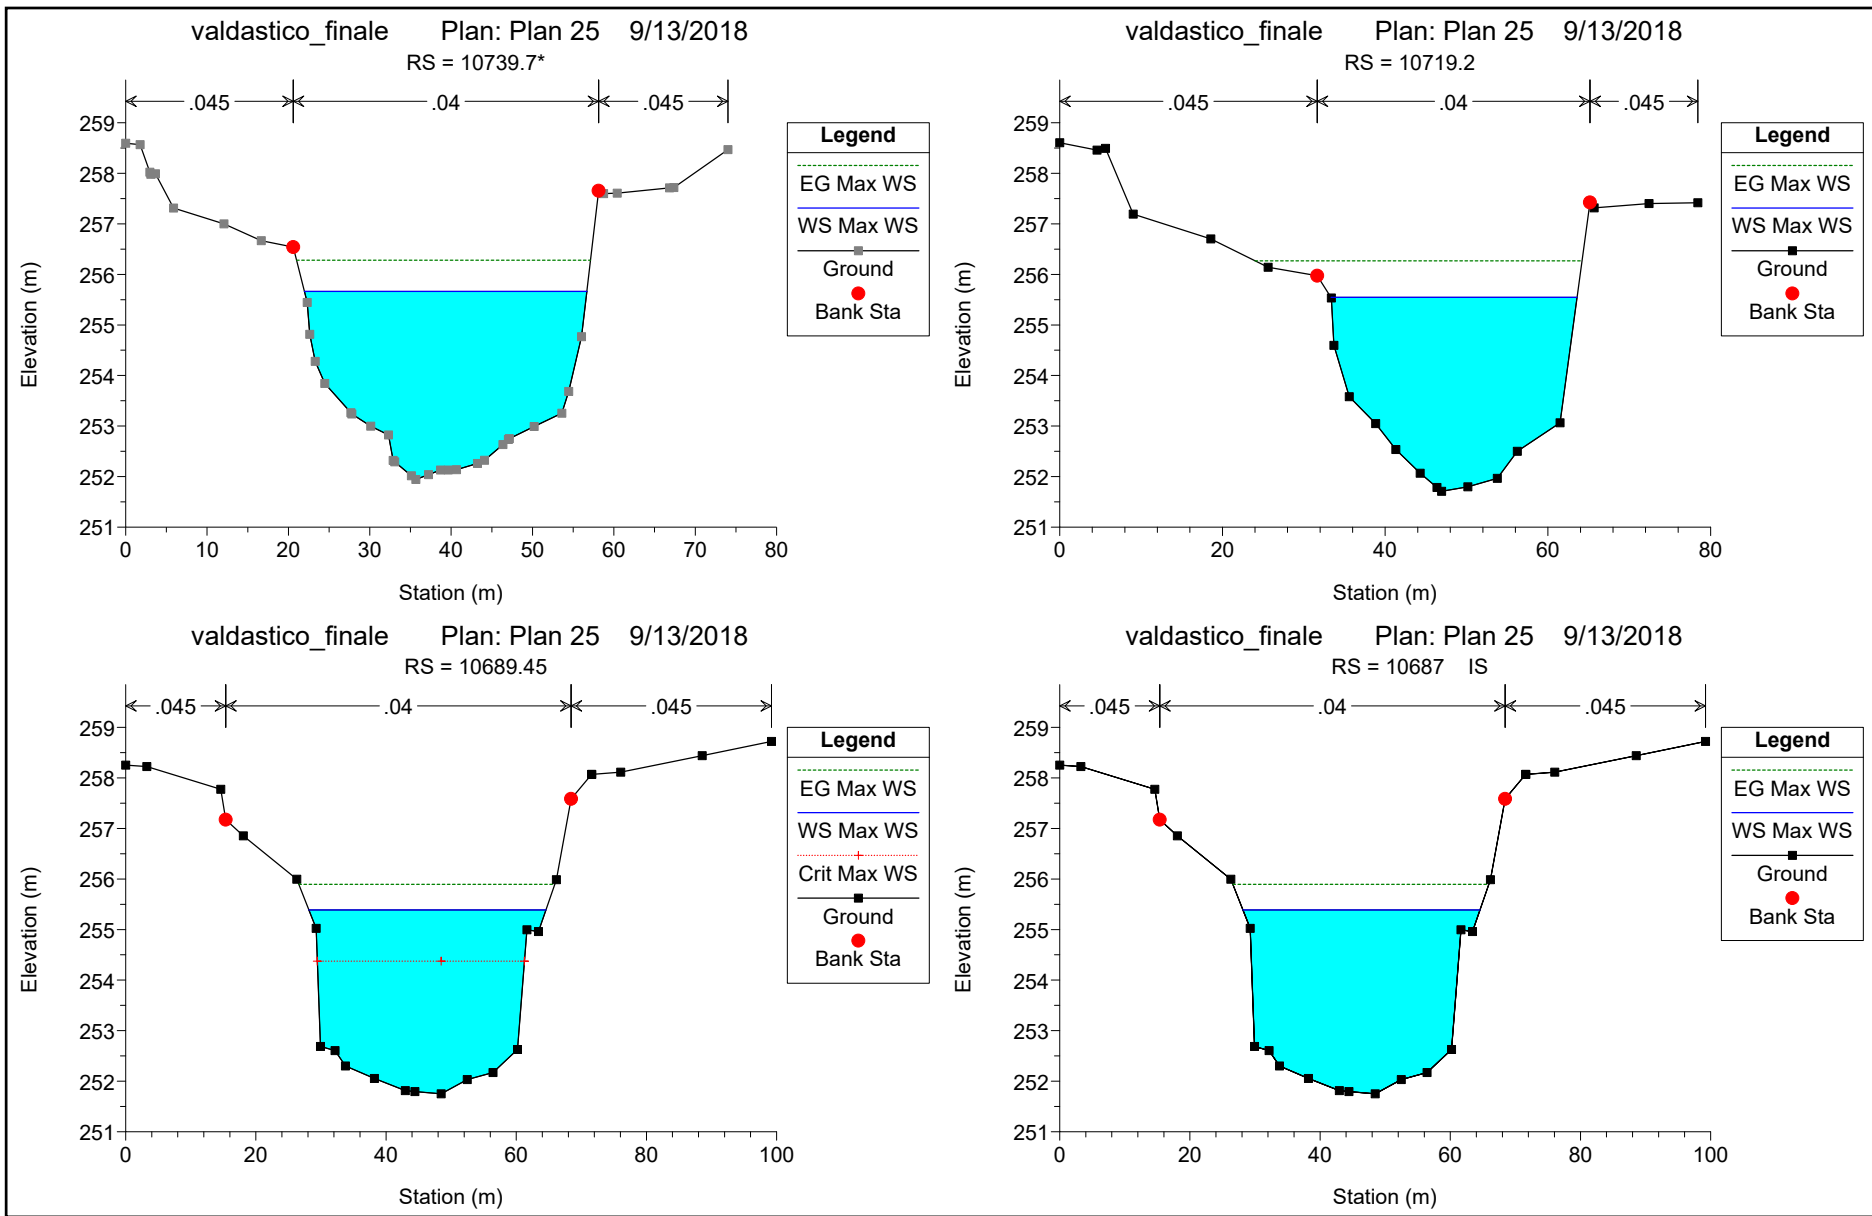 valdastico_finale Plan: Plan 25 9/13/2018
RS = 10739.7*
.045 .04 .045
259
258
257
256
255
254
253
252
251
0 10 20 30 40 50 60 70 80
Station (m)
Elevation (m)
Legend
EG Max WS
WS Max WS
Ground
Bank Sta
valdastico_finale Plan: Plan 25 9/13/2018
RS = 10719.2
.045 .04 .045
259
258
257
256
255
254
253
252
251
0 20 40 60 80
Station (m)
Elevation (m)
Legend
EG Max WS
WS Max WS
Ground
Bank Sta
valdastico_finale Plan: Plan 25 9/13/2018
RS = 10689.45
.045 .04 .045
259
258
257
256
255
254
253
252
251
0 20 40 60 80 100
Station (m)
Elevation (m)
Legend
EG Max WS
WS Max WS
Crit Max WS
Ground
Bank Sta
valdastico_finale Plan: Plan 25 9/13/2018
RS = 10687 IS
.045 .04 .045
259
258
257
256
255
254
253
252
251
0 20 40 60 80 100
Station (m)
Elevation (m)
Legend
EG Max WS
WS Max WS
Ground
Bank Sta